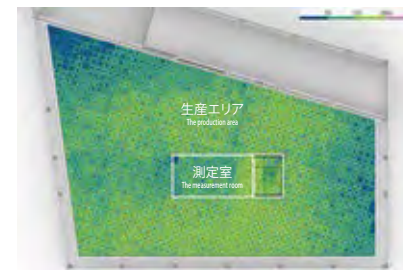 生産エリア
The production area
測定室
The measurement room